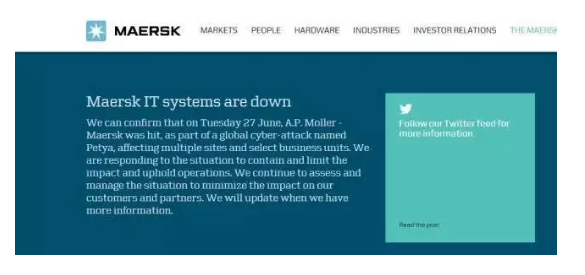 MAERSK
MARKETS PEOPLE HARDWARE INDUSTRIES INVESTOR RELATIONS THE MAERSK
Maersk IT systems are down
We can confirm that on Tuesday 27 June, A.P. Moller -
Maersk was hit, as part of a global cyber-attack named
Petya, affecting multiple sites and select business units. We
are responding to the situation to contain and limit the
impact and uphold operations. We continue to assess and
manage the situation to minimize the impact on our
customers and partners. We will update when we have
more information.
Follow our Twitter feed for
more information
Read the post